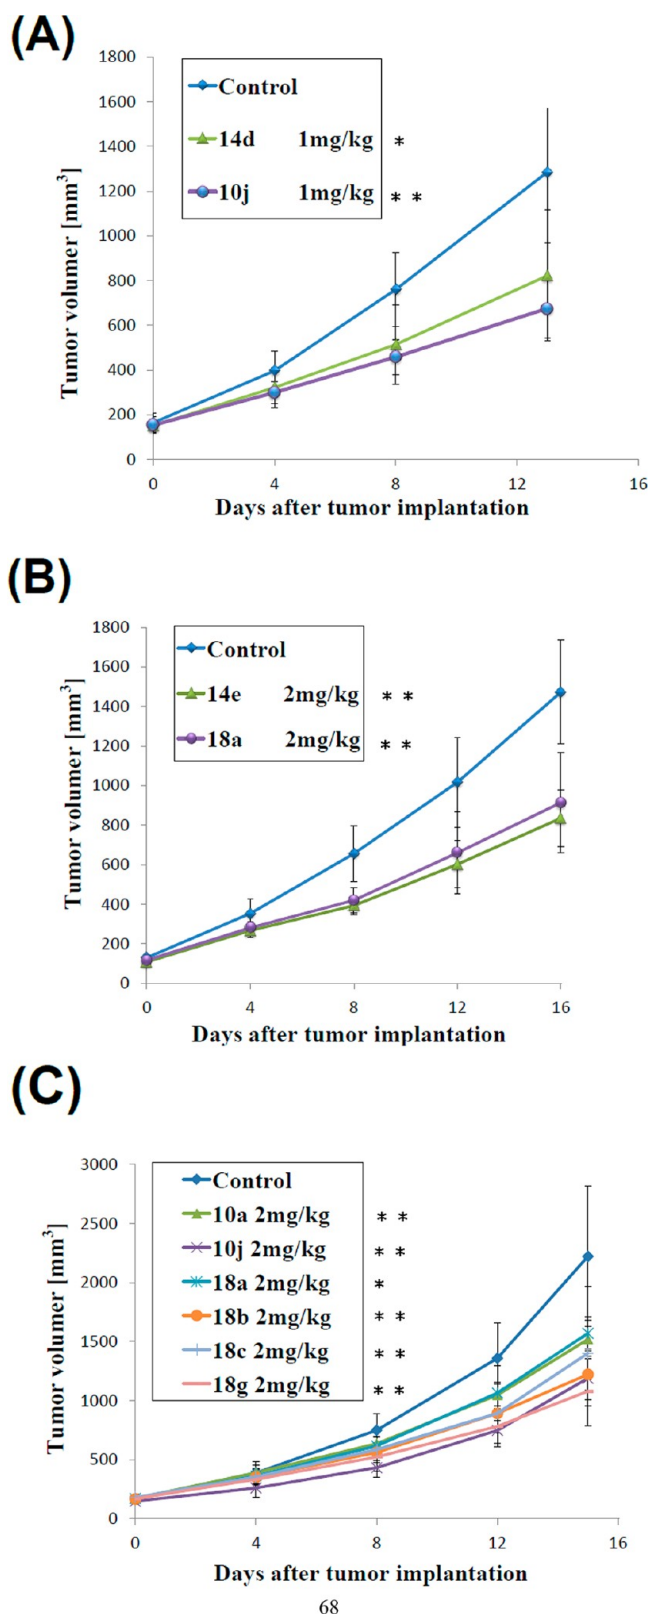 (A)
1800
1600
1400
1200
1000
800
600
400
200
0
Tumor volumer [mm³]
Control
14d 1mg/kg *
10j 1mg/kg * *
0 4 8 12 16
Days after tumor implantation
(B)
1800
1600
1400
1200
1000
800
600
400
200
0
Tumor volumer [mm³]
Control
14e 2mg/kg * *
18a 2mg/kg * *
0 4 8 12 16
Days after tumor implantation
(C)
3000
2500
2000
1500
1000
500
0
Tumor volumer [mm³]
Control
10a 2mg/kg * *
10j 2mg/kg * *
18a 2mg/kg *
18b 2mg/kg * *
18c 2mg/kg * *
18g 2mg/kg * *
0 4 8 12 16
Days after tumor implantation
68